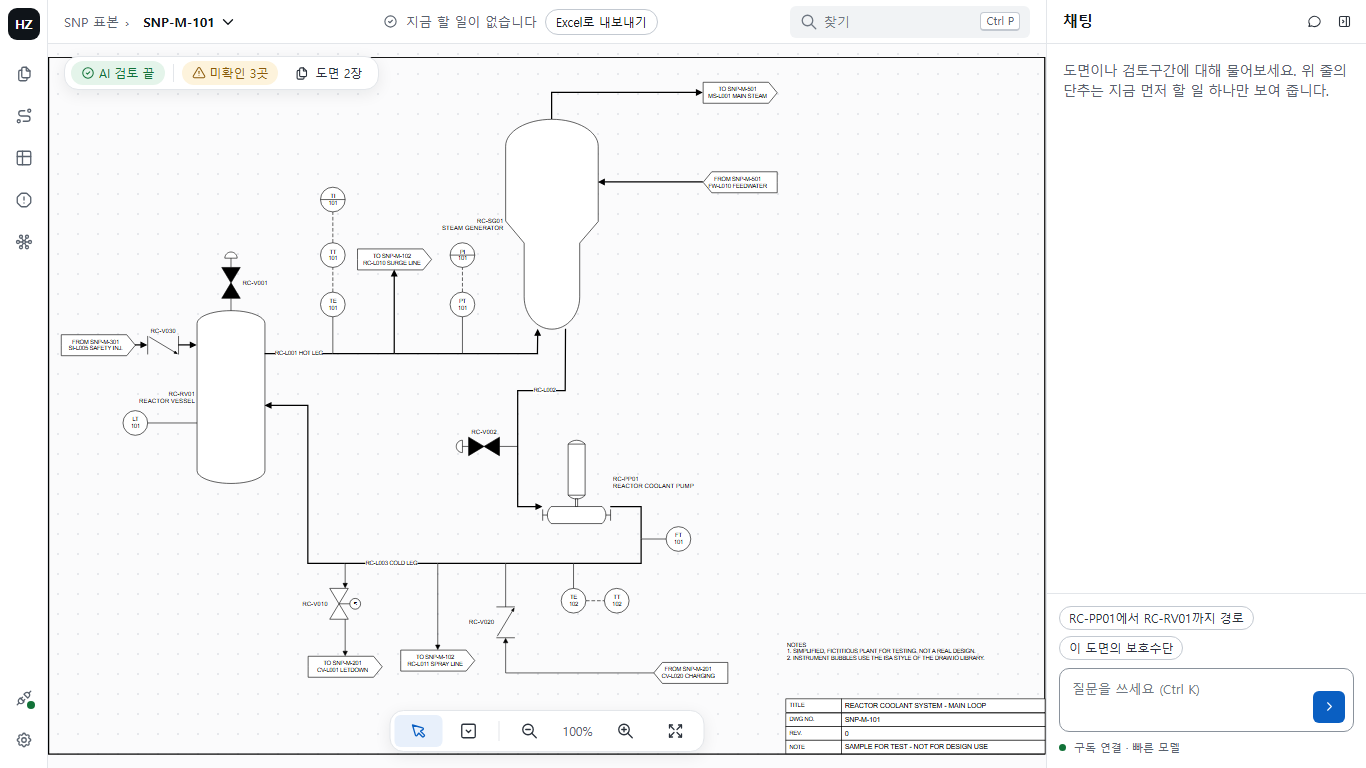 HZ
SNP 표본 ›
SNP-M-101
지금 할 일이 없습니다
Excel로 내보내기
찾기
Ctrl P
채팅
AI 검토 끝
미확인 3곳
도면 2장
도면이나 검토구간에 대해 물어보세요. 위 줄의
단추는 지금 먼저 할 일 하나만 보여 줍니다.
TO SNP-M-501
MS-L001 MAIN STEAM
FROM SNP-M-501
FW-L010 FEEDWATER
TI
101
RC-SG01
STEAM GENERATOR
TT
101
TO SNP-M-102
RC-L010 SURGE LINE
PI
101
RC-V001
TE
101
PT
101
RC-V030
FROM SNP-M-301
SI-L005 SAFETY INJ.
RC-L001 HOT LEG
RC-RV01
REACTOR VESSEL
RC-L002
LT
101
RC-V002
RC-PP01
REACTOR COOLANT PUMP
FT
101
RC-L003 COLD LEG
RC-V010
TE
102
TT
102
RC-V020
TO SNP-M-201
CV-L001 LETDOWN
TO SNP-M-102
RC-L011 SPRAY LINE
FROM SNP-M-201
CV-L020 CHARGING
NOTES
1. SIMPLIFIED, FICTITIOUS PLANT FOR TESTING. NOT A REAL DESIGN.
2. INSTRUMENT BUBBLES USE THE ISA STYLE OF THE DRAWIO LIBRARY.
TITLE REACTOR COOLANT SYSTEM - MAIN LOOP
DWG NO. SNP-M-101
REV. 0
NOTE SAMPLE FOR TEST - NOT FOR DESIGN USE
100%
RC-PP01에서 RC-RV01까지 경로
이 도면의 보호수단
질문을 쓰세요 (Ctrl K)
구독 연결 · 빠른 모델